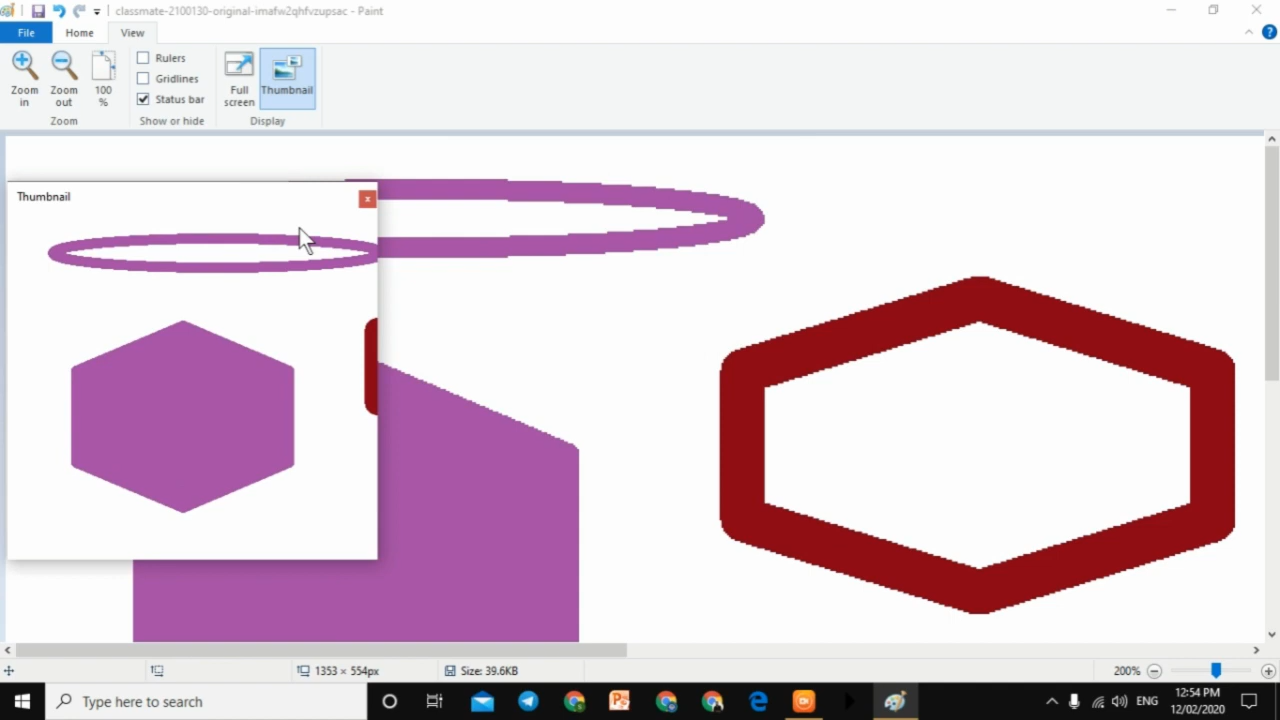 classmate-2100130-original-imafw2qhfvzupsac - Paint
File Home View
Zoom in
Zoom out
100 %
Rulers
Gridlines
Status bar
Full screen
Thumbnail
Zoom
Show or hide
Display
Thumbnail
1353 × 554px
Size: 39.6KB
200%
Type here to search
ENG
12:54 PM
12/02/2020